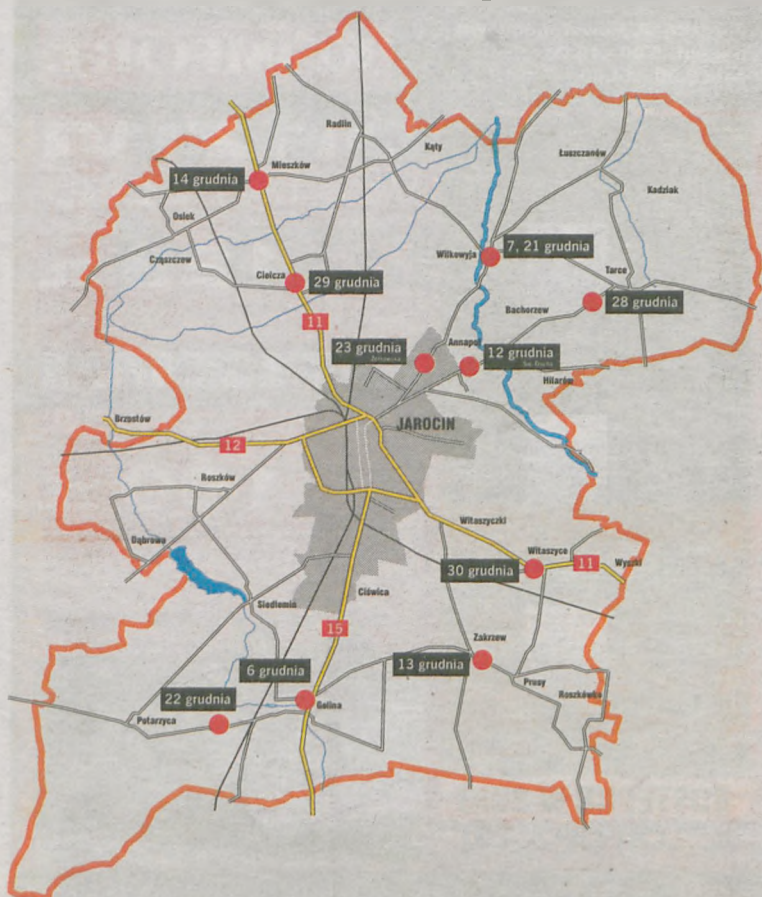 Radlin
Kąty
Mieszków
14 grudnia
Łuszczanów
Kadziak
Osiek
Cząszczew
Wilkowyja
7, 21 grudnia
Cielcza
29 grudnia
Tarce
28 grudnia
Bachorzew
11
23 grudnia
Annapol
12 grudnia
Hilarów
Brzostów
JAROCIN
12
Roszków
Witaszyczki
Dąbrowa
Witaszyce
30 grudnia
11
Wyszki
Siedlemin
Ciświca
15
Zakrzew
13 grudnia
6 grudnia
Prusy
Roszkówko
22 grudnia
Golina
Potarzyca